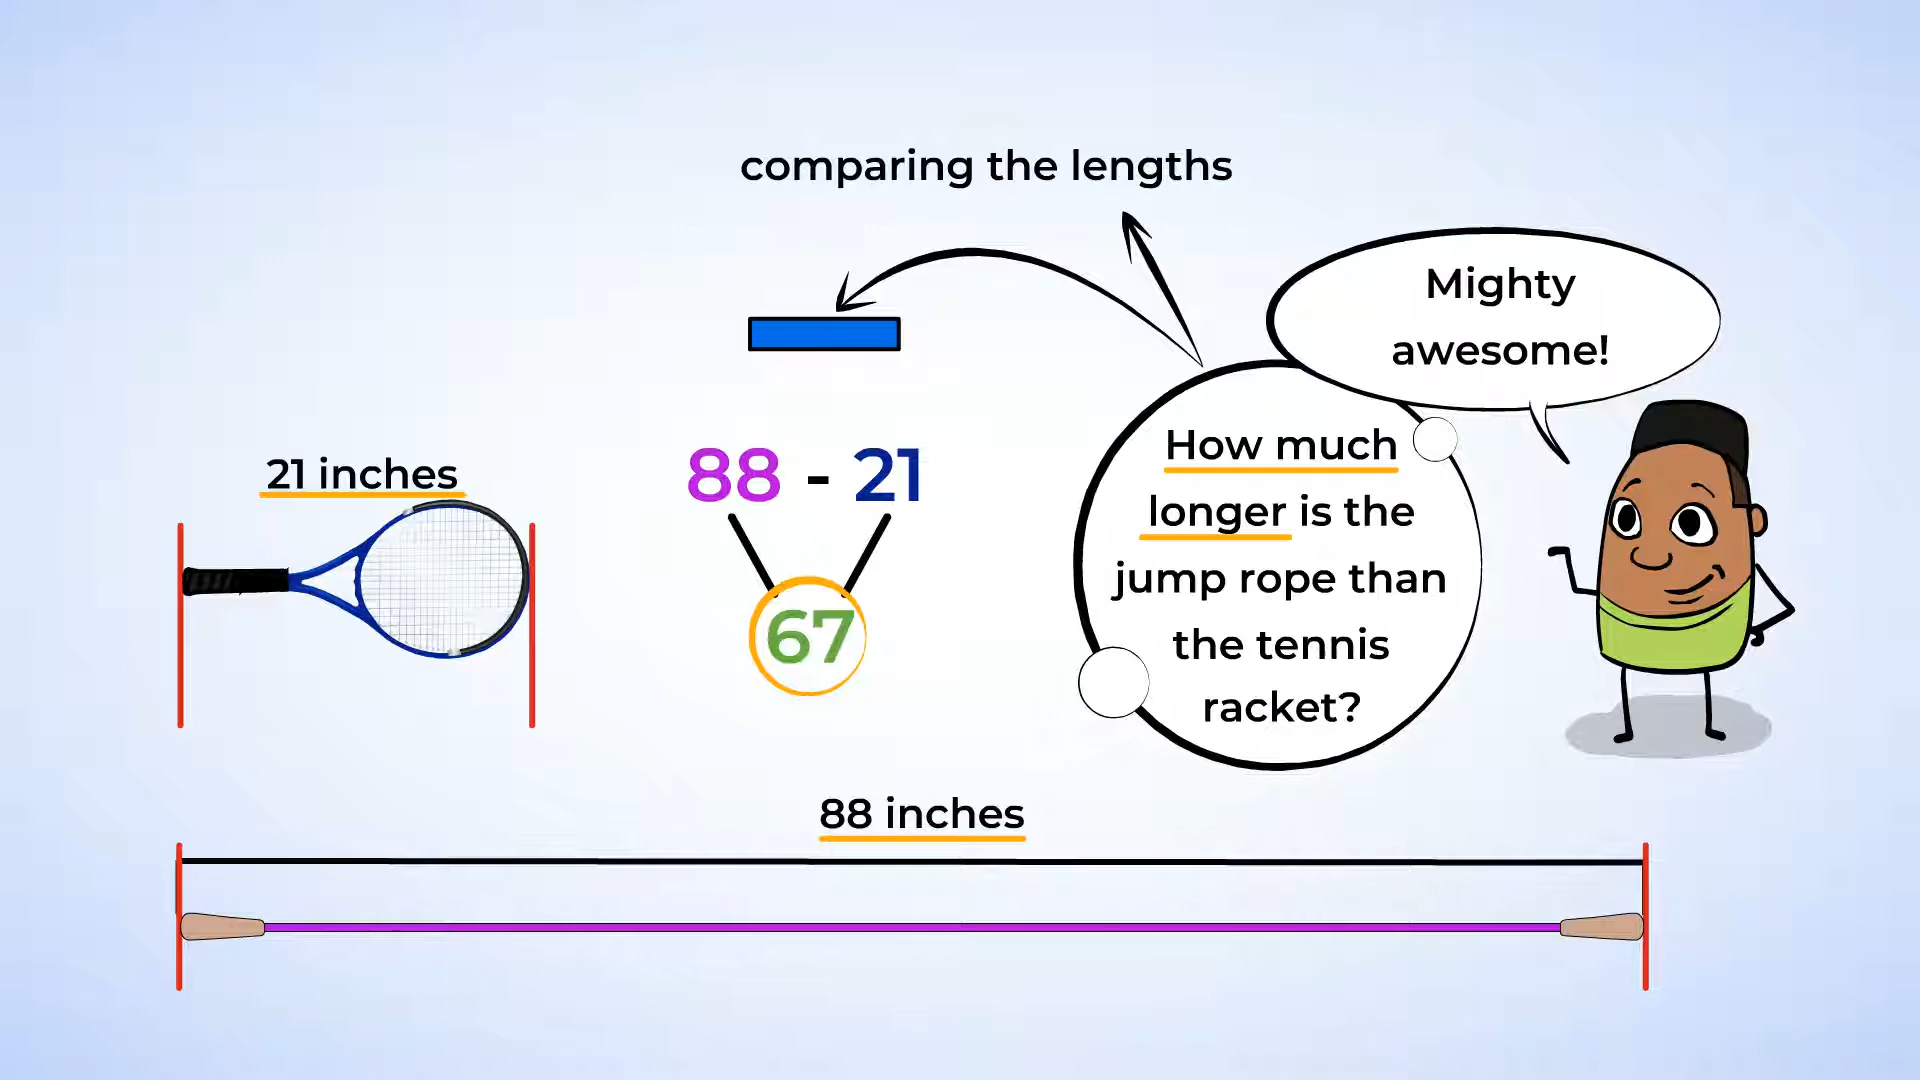 comparing the lengths
Mighty
awesome!
How much
longer is the
jump rope than
the tennis
racket?
21 inches
88 - 21
67
88 inches